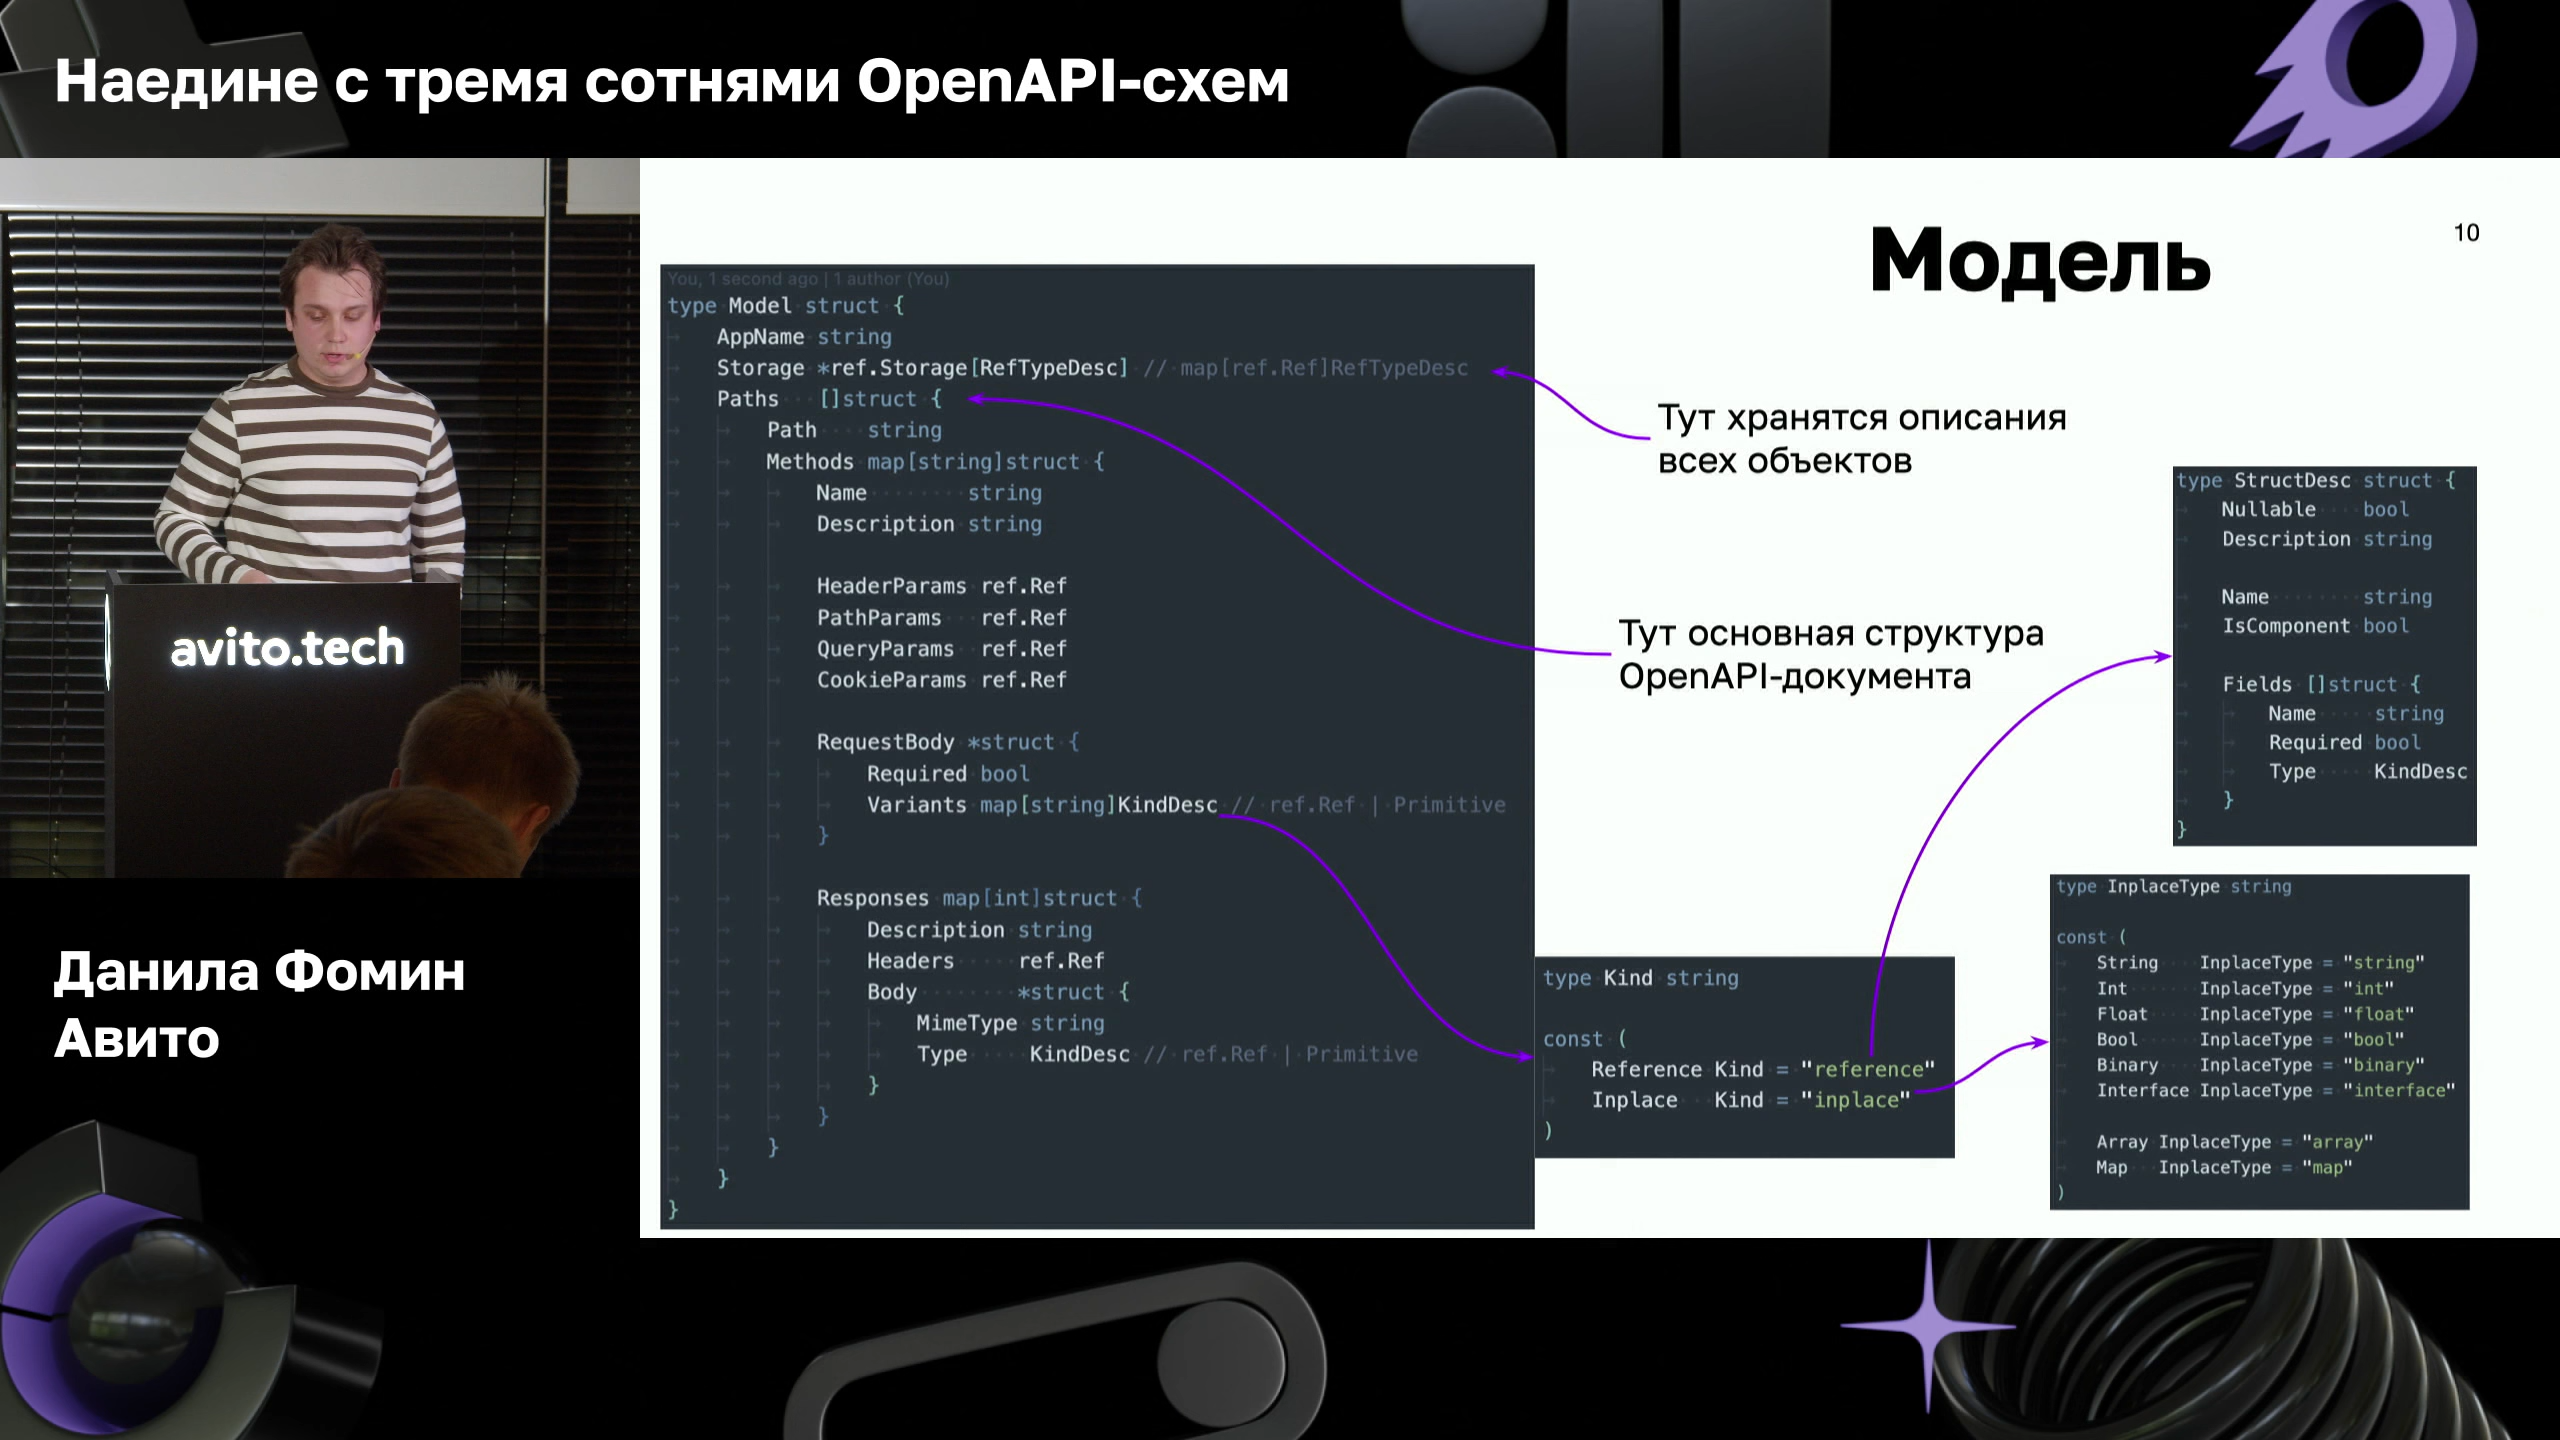 Наедине с тремя сотнями OpenAPI-схем
avito.tech
Данила Фомин
Авито
Модель
10
You, 1 second ago | 1 author (You)
type Model struct {
AppName string
Storage *ref.Storage[RefTypeDesc] // map[ref.Ref]RefTypeDesc
Paths []struct {
Path string
Methods map[string]struct {
Name string
Description string
HeaderParams ref.Ref
PathParams ref.Ref
QueryParams ref.Ref
CookieParams ref.Ref
RequestBody *struct {
Required bool
Variants map[string]KindDesc // ref.Ref | Primitive
}
Responses map[int]struct {
Description string
Headers ref.Ref
Body *struct {
MimeType string
Type KindDesc // ref.Ref | Primitive
}
}
}
}
}
Тут хранятся описания
всех объектов
Тут основная структура
OpenAPI-документа
type Kind string
const (
Reference Kind = "reference"
Inplace Kind = "inplace"
)
type StructDesc struct {
Nullable bool
Description string
Name string
IsComponent bool
Fields []struct {
Name string
Required bool
Type KindDesc
}
}
type InplaceType string
const (
String InplaceType = "string"
Int InplaceType = "int"
Float InplaceType = "float"
Bool InplaceType = "bool"
Binary InplaceType = "binary"
Interface InplaceType = "interface"
Array InplaceType = "array"
Map InplaceType = "map"
)